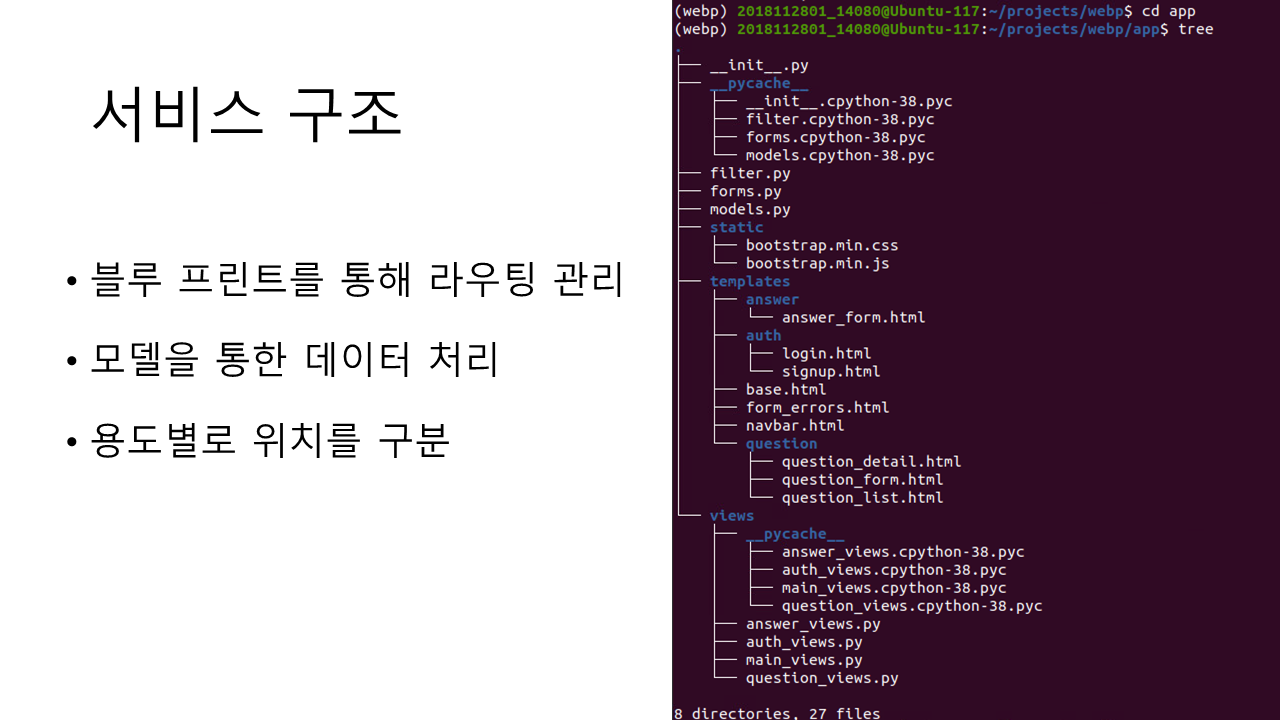 서비스 구조
• 블루 프린트를 통해 라우팅 관리
• 모델을 통한 데이터 처리
• 용도별로 위치를 구분
(webp) 2018112801_14080@Ubuntu-117:~/projects/webp$ cd app
(webp) 2018112801_14080@Ubuntu-117:~/projects/webp/app$ tree
.
├── __init__.py
├── __pycache__
│   ├── __init__.cpython-38.pyc
│   ├── filter.cpython-38.pyc
│   ├── forms.cpython-38.pyc
│   └── models.cpython-38.pyc
├── filter.py
├── forms.py
├── models.py
├── static
│   ├── bootstrap.min.css
│   └── bootstrap.min.js
├── templates
│   ├── answer
│   │   └── answer_form.html
│   ├── auth
│   │   ├── login.html
│   │   └── signup.html
│   ├── base.html
│   ├── form_errors.html
│   ├── navbar.html
│   └── question
│       ├── question_detail.html
│       ├── question_form.html
│       └── question_list.html
└── views
    ├── __pycache__
    │   ├── answer_views.cpython-38.pyc
    │   ├── auth_views.cpython-38.pyc
    │   ├── main_views.cpython-38.pyc
    │   └── question_views.cpython-38.pyc
    ├── answer_views.py
    ├── auth_views.py
    ├── main_views.py
    └── question_views.py
8 directories, 27 files